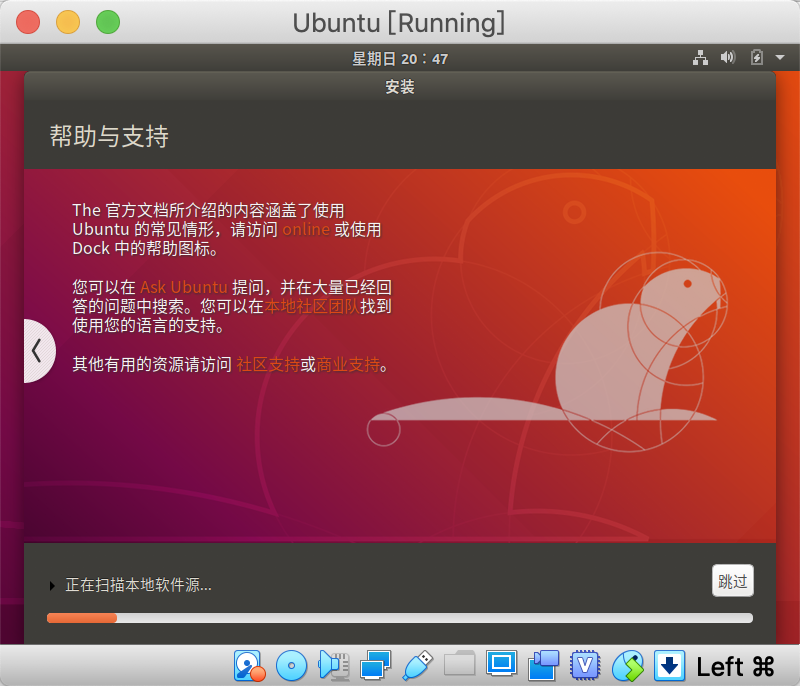 Ubuntu [Running]
星期日 20：47
安装
帮助与支持
The 官方文档所介绍的内容涵盖了使用
Ubuntu 的常见情形，请访问 online 或使用
Dock 中的帮助图标。
您可以在 Ask Ubuntu 提问，并在大量已经回
答的问题中搜索。您可以在本地社区团队找到
使用您的语言的支持。
其他有用的资源请访问 社区支持或商业支持。
正在扫描本地软件源...
跳过
V
Left ⌘